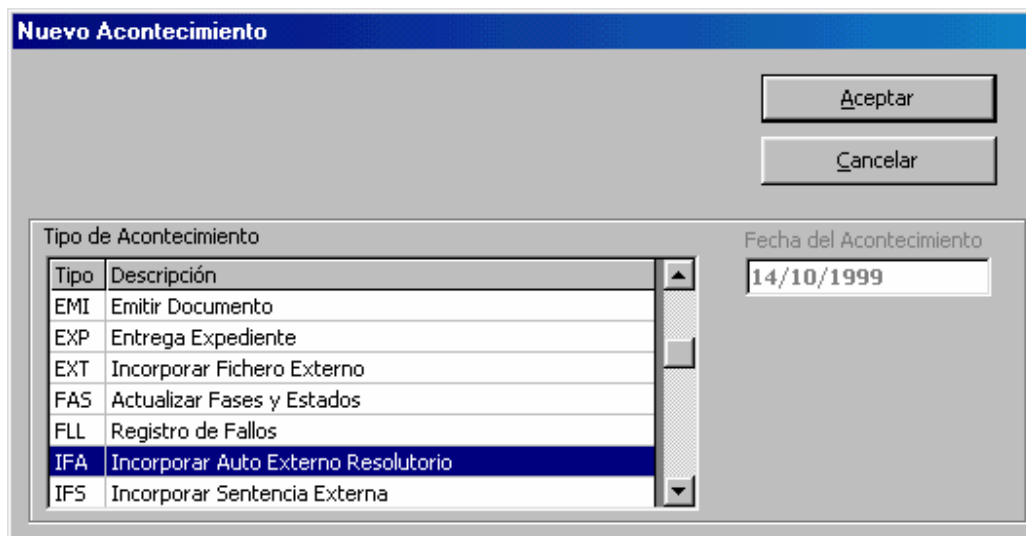 Nuevo Acontecimiento
Aceptar
Cancelar
Tipo de Acontecimiento
Fecha del Acontecimiento
14/10/1999
Tipo Descripción
EMI Emitir Documento
EXP Entrega Expediente
EXT Incorporar Fichero Externo
FAS Actualizar Fases y Estados
FLL Registro de Fallos
IFA Incorporar Auto Externo Resolutorio
IFS Incorporar Sentencia Externa